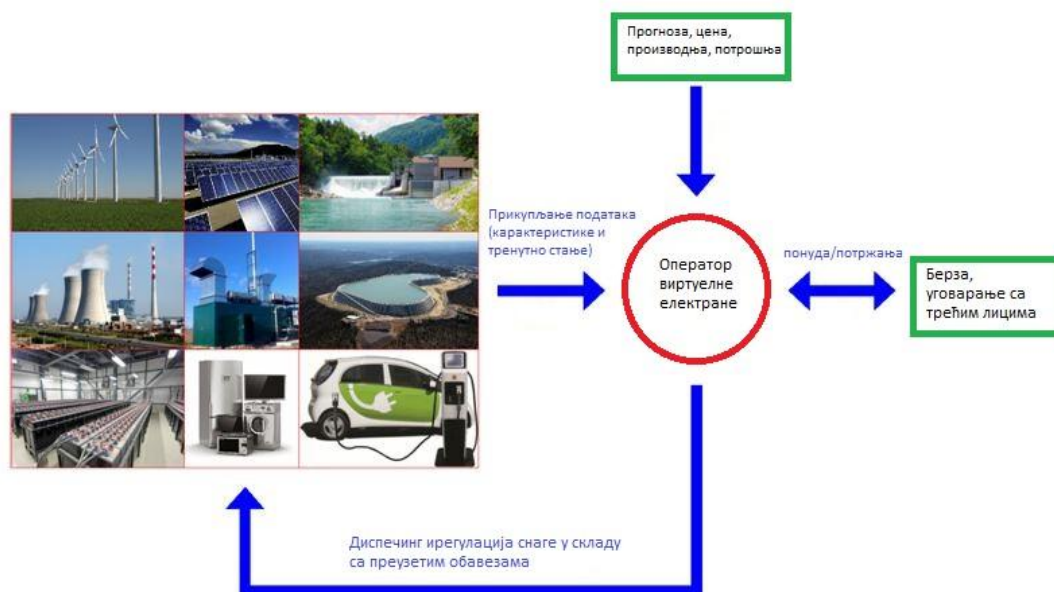 Прогноза, цена,
производња, потрошња
Прикупљање података
(карактеристике и
тренутно стање)
Оператор
виртуелне
електране
понуда/потржања
Берза,
уговарање са
трећим лицима
Диспечинг ирегулација снаге у складу
са преузетим обавезама